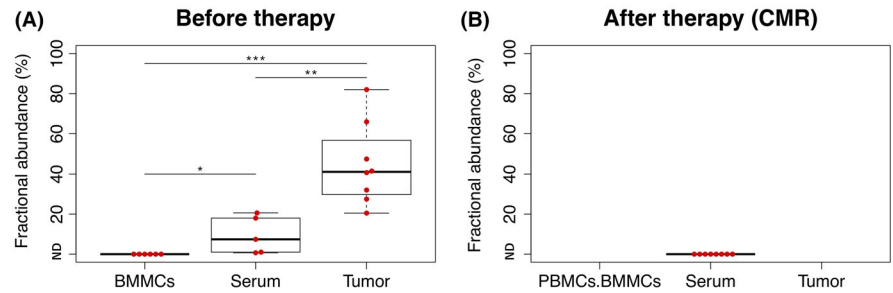 (A) Before therapy
Fractional abundance (%)
100
80
60
40
20
ND
***
**
*
BMMCs Serum Tumor
(B) After therapy (CMR)
Fractional abundance (%)
100
80
60
40
20
ND
PBMCs.BMMCs Serum Tumor